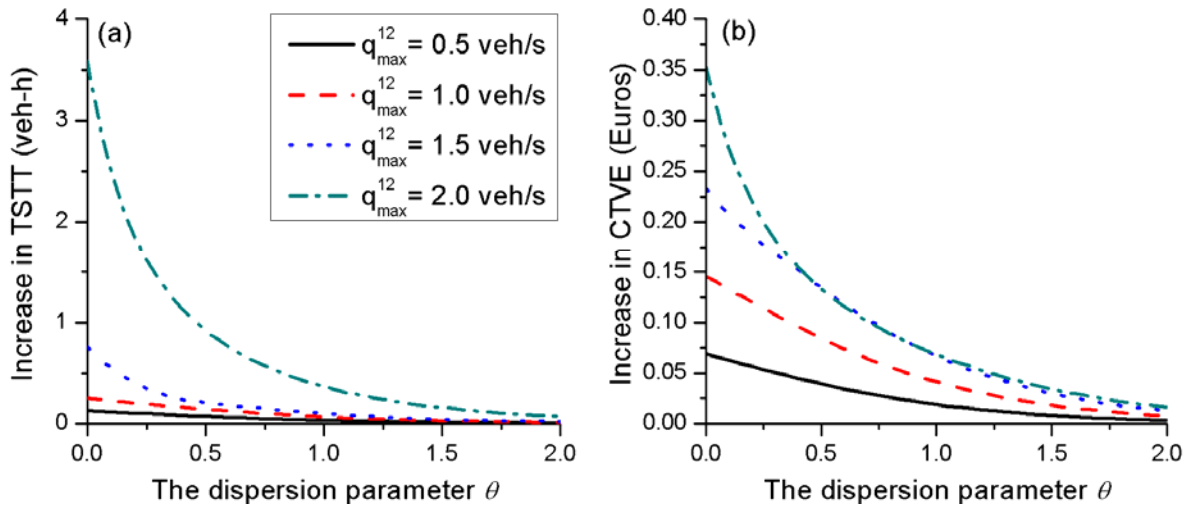 (a)
q¹²max = 0.5 veh/s
q¹²max = 1.0 veh/s
q¹²max = 1.5 veh/s
q¹²max = 2.0 veh/s
Increase in TSTT (veh-h)
4
3
2
1
0
0.0 0.5 1.0 1.5 2.0
The dispersion parameter θ
(b)
Increase in CTVE (Euros)
0.40
0.35
0.30
0.25
0.20
0.15
0.10
0.05
0.00
0.0 0.5 1.0 1.5 2.0
The dispersion parameter θ